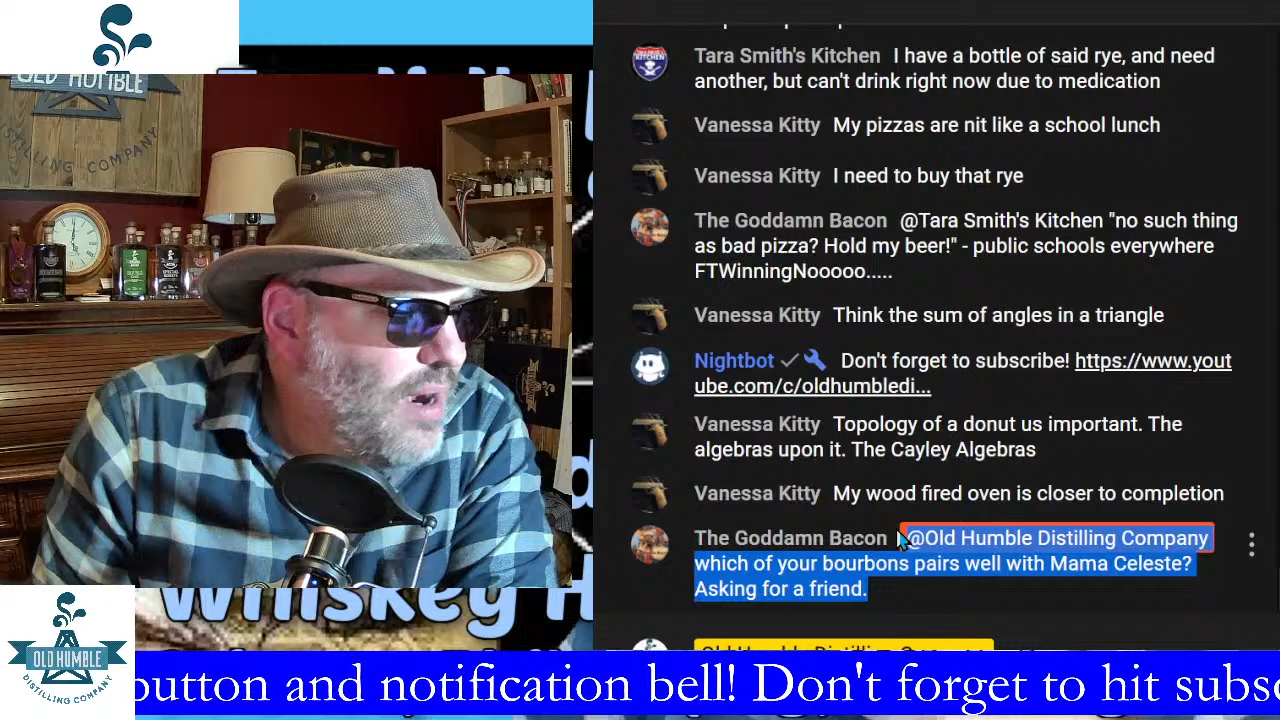 OLD HUMBLE
DISTILLING COMPANY
Tara Smith's Kitchen I have a bottle of said rye, and need
another, but can't drink right now due to medication
Vanessa Kitty My pizzas are nit like a school lunch
Vanessa Kitty I need to buy that rye
The Goddamn Bacon @Tara Smith's Kitchen "no such thing
as bad pizza? Hold my beer!" - public schools everywhere
FTWinningNooooo.....
Vanessa Kitty Think the sum of angles in a triangle
Nightbot Don't forget to subscribe! https://www.yout
ube.com/c/oldhumbledi...
Vanessa Kitty Topology of a donut us important. The
algebras upon it. The Cayley Algebras
Vanessa Kitty My wood fired oven is closer to completion
The Goddamn Bacon @Old Humble Distilling Company
which of your bourbons pairs well with Mama Celeste?
Asking for a friend.
Whiskey H
OLD HUMBLE
DISTILLING COMPANY
button and notification bell! Don't forget to hit subsc